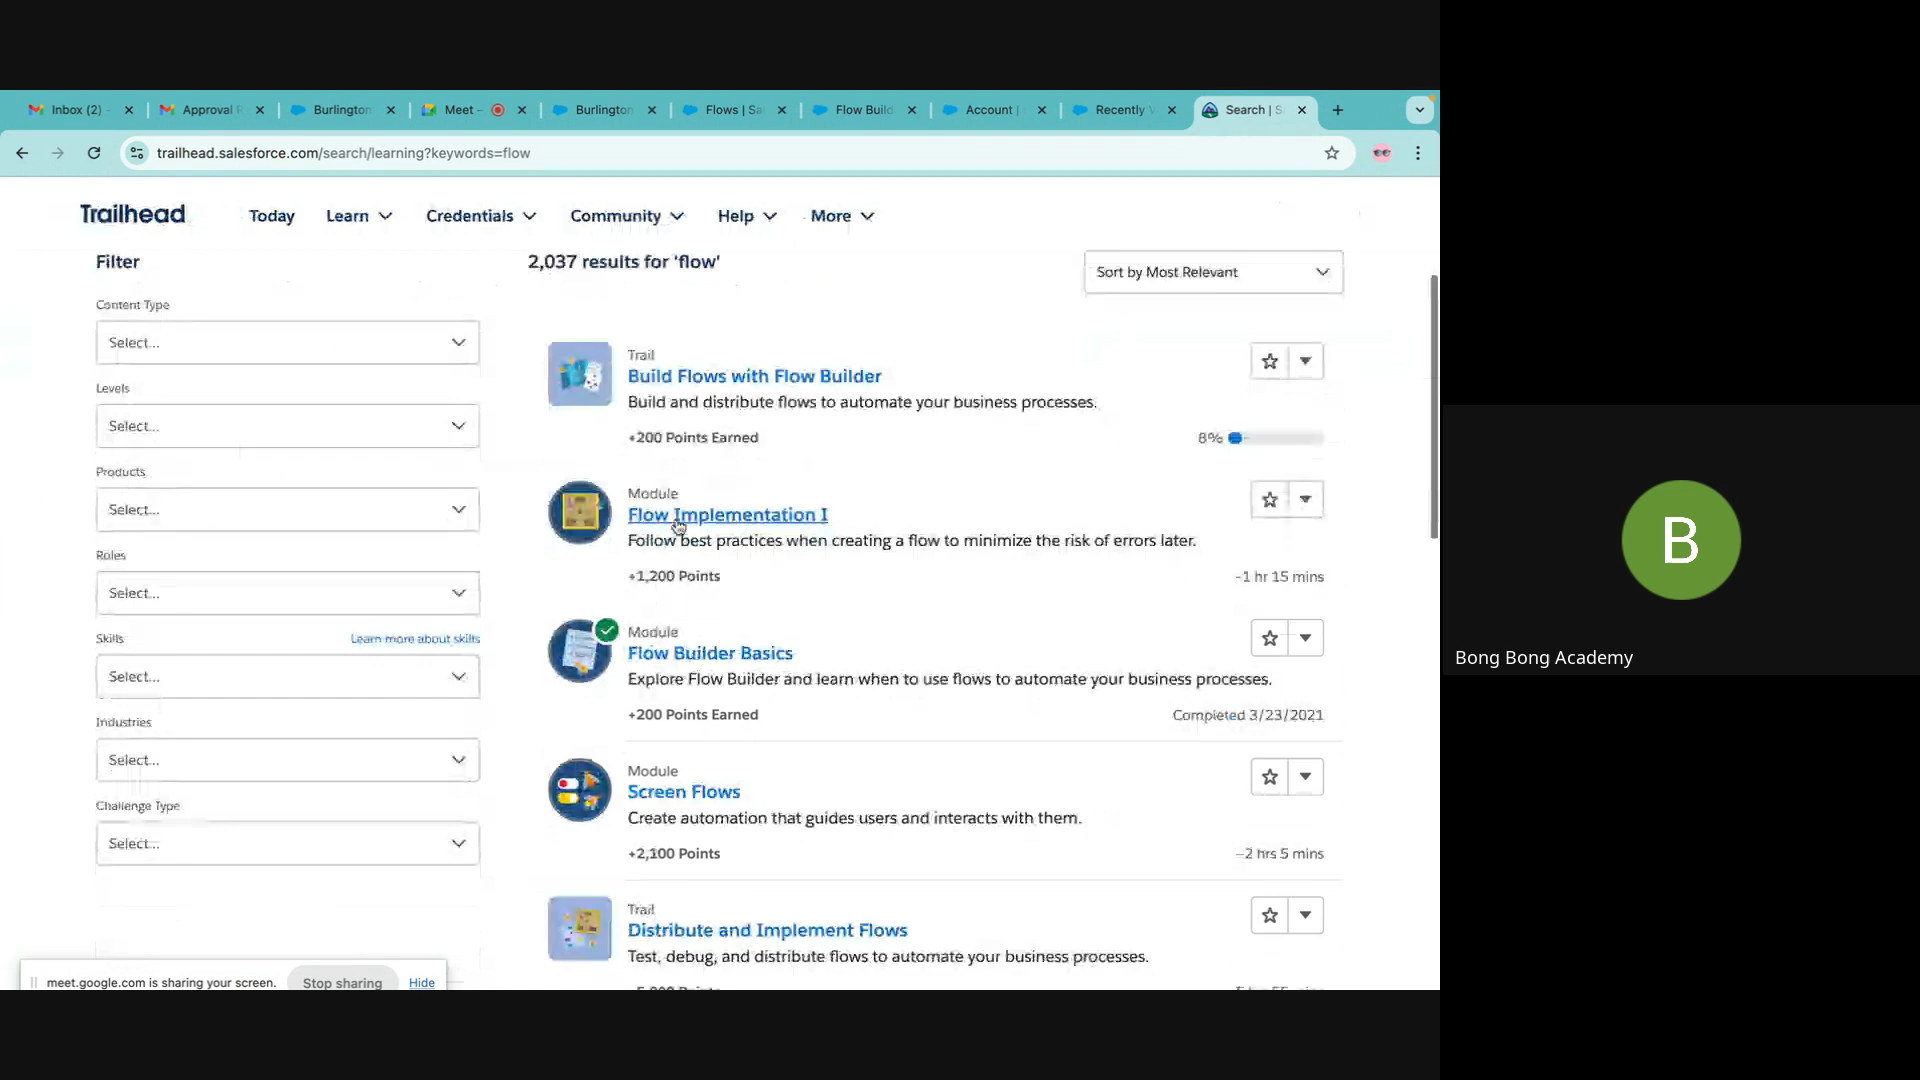 Inbox (2)
Approval R
Burlington
Meet -
Burlington
Flows | Sa
Flow Build
Account |
Recently V
Search | S
trailhead.salesforce.com/search/learning?keywords=flow
Trailhead
Today
Learn
Credentials
Community
Help
More
Filter
2,037 results for 'flow'
Sort by Most Relevant
Content Type
Select...
Levels
Select...
Products
Select...
Roles
Select...
Skills
Learn more about skills
Select...
Industries
Select...
Challenge Type
Select...
Trail
Build Flows with Flow Builder
Build and distribute flows to automate your business processes.
+200 Points Earned
8%
Module
Flow Implementation I
Follow best practices when creating a flow to minimize the risk of errors later.
+1,200 Points
~1 hr 15 mins
Module
Flow Builder Basics
Explore Flow Builder and learn when to use flows to automate your business processes.
+200 Points Earned
Completed 3/23/2021
Module
Screen Flows
Create automation that guides users and interacts with them.
+2,100 Points
~2 hrs 5 mins
Trail
Distribute and Implement Flows
Test, debug, and distribute flows to automate your business processes.
meet.google.com is sharing your screen.
Stop sharing
Hide
B
Bong Bong Academy